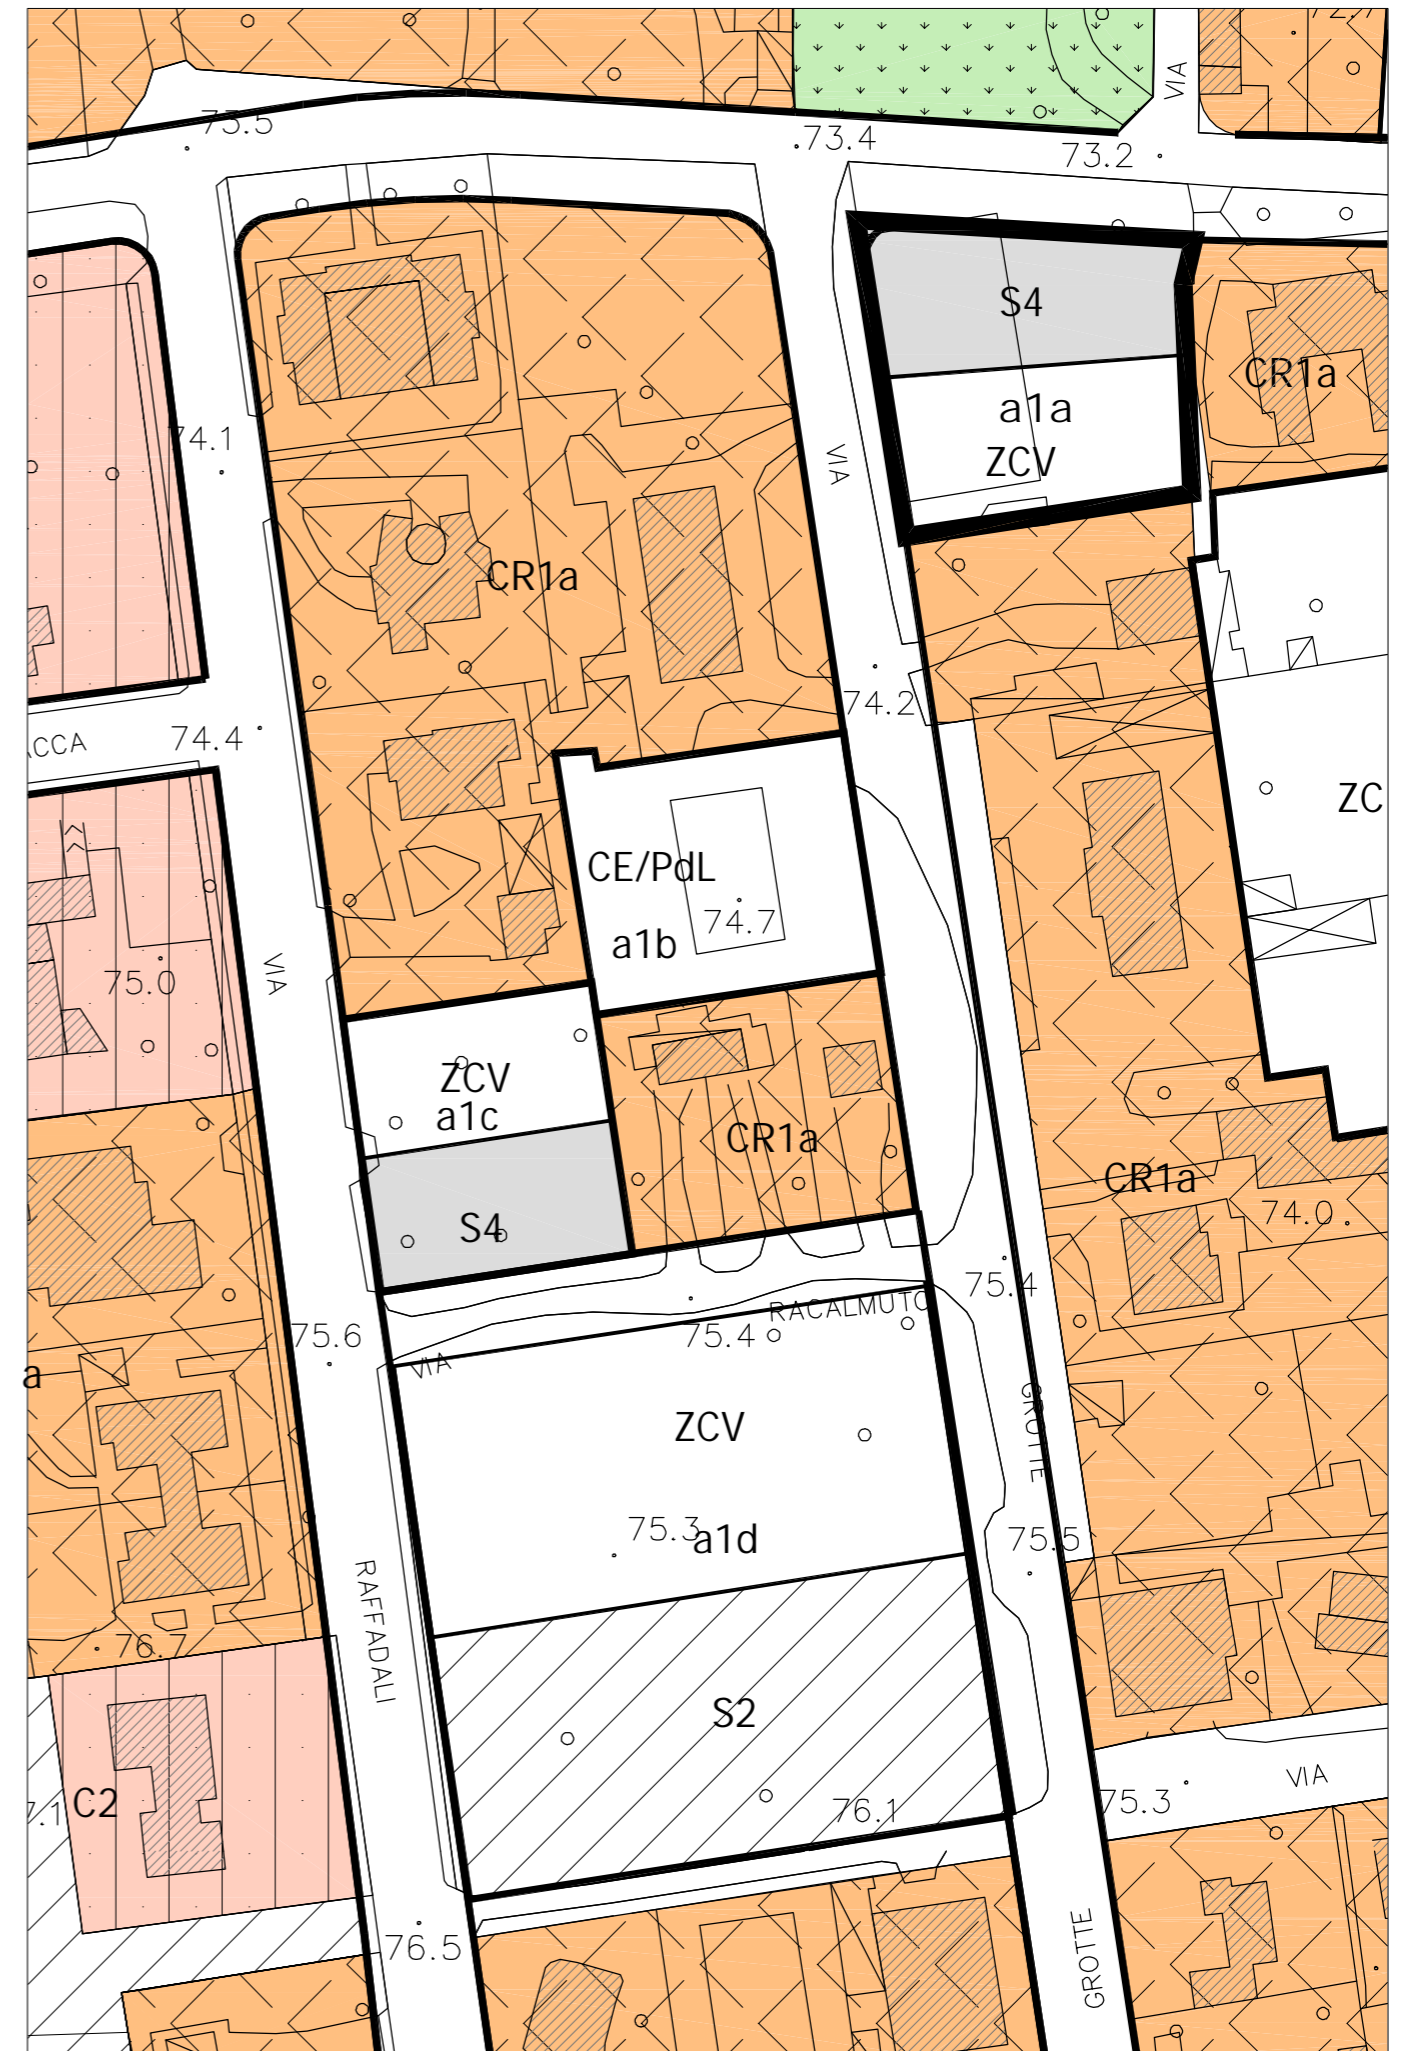 VIA
73.5
73.4
73.2
S4
CR1a
a1a
ZCV
74.1
VIA
CR1a
74.2
74.4
ZC
CE/PdL
74.7
a1b
75.0
VIA
ZCV
a1c
CR1a
CR1a
74.0
S4
75.4
RACALMUTO
75.6
75.4
VIA
a
ZCV
GROTTE
75.3
a1d
75.5
RAFFADALI
76.7
S2
VIA
C2
76.1
75.3
76.5
GROTTE